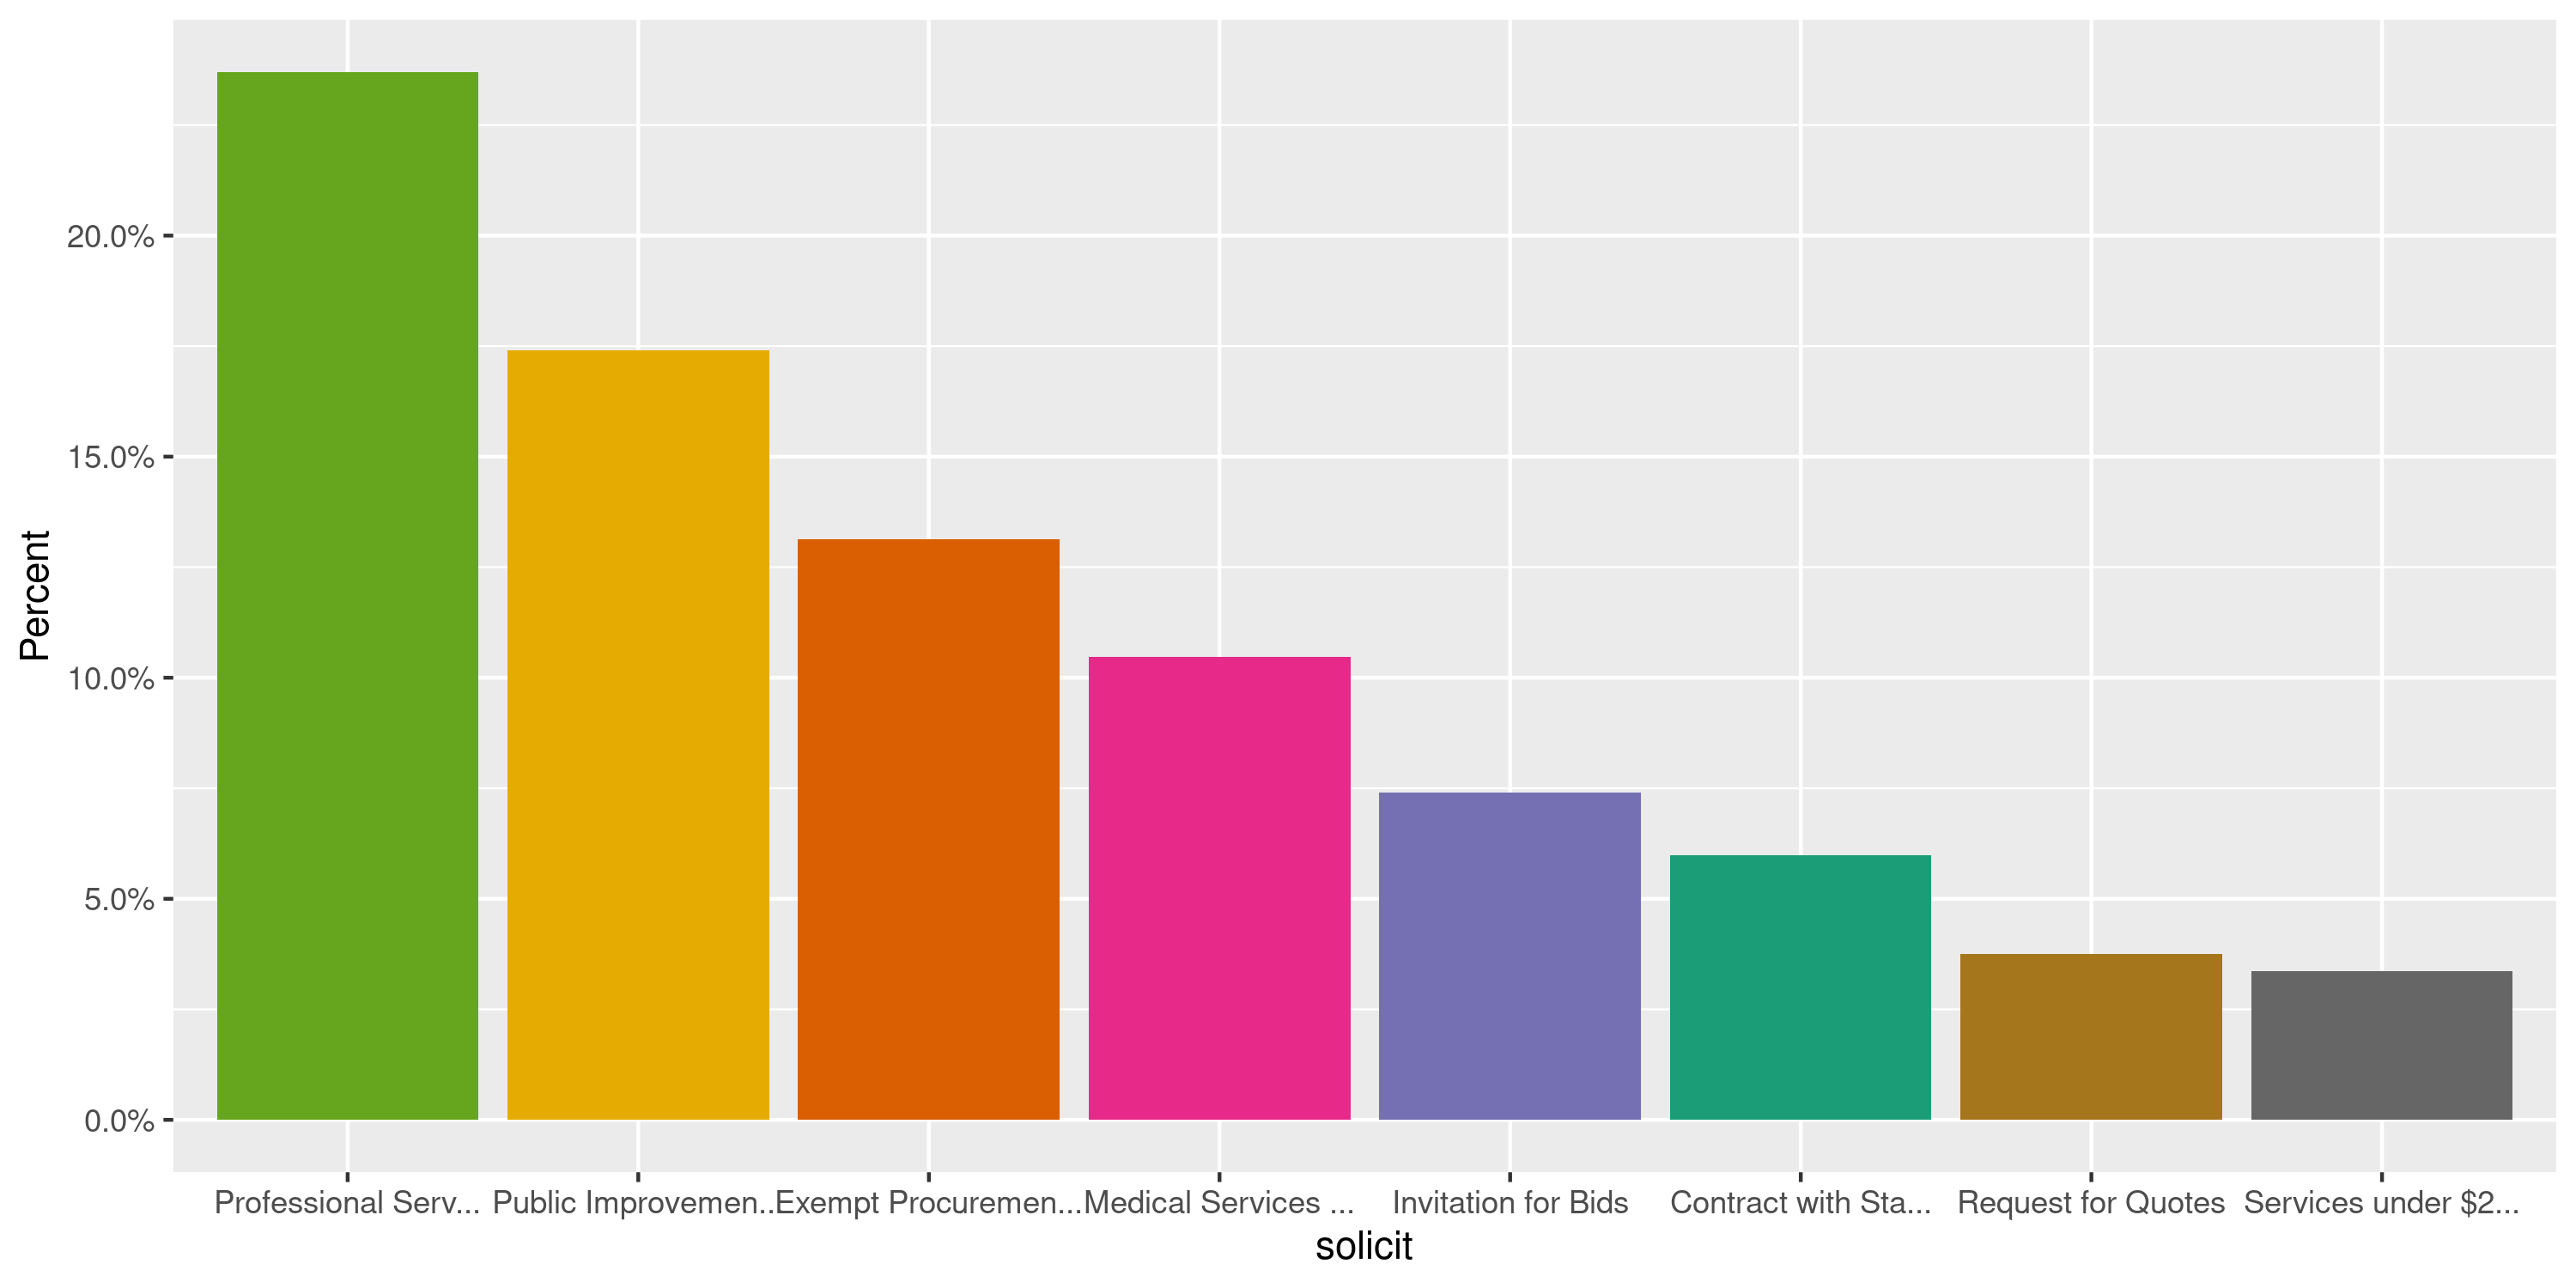 Percent
20.0%
15.0%
10.0%
5.0%
0.0%
Professional Serv... Public Improvemen... Exempt Procuremen... Medical Services ... Invitation for Bids Contract with Sta... Request for Quotes Services under $2...
solicit